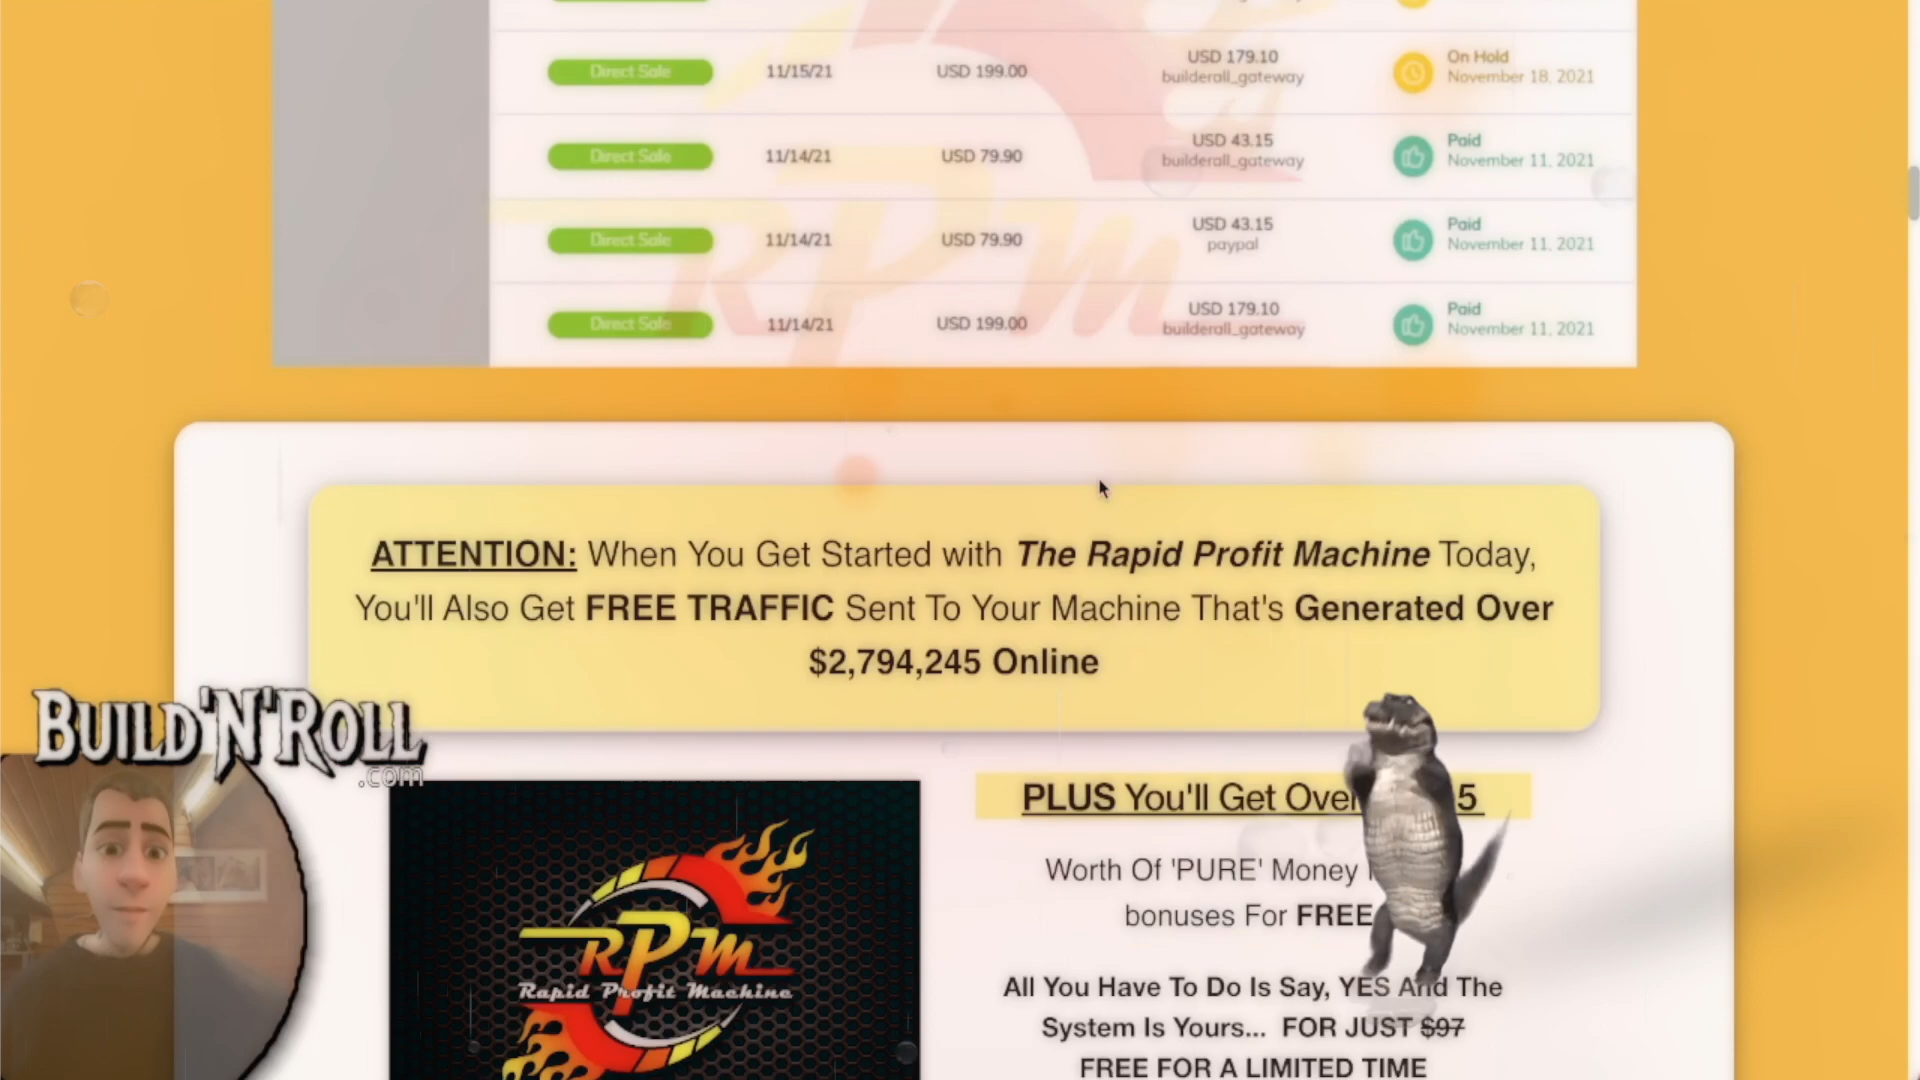 Direct Sale 11/15/21 USD 199.00 USD 179.10 builderall_gateway On Hold November 18, 2021
Direct Sale 11/14/21 USD 79.90 USD 43.15 builderall_gateway Paid November 11, 2021
Direct Sale 11/14/21 USD 79.90 USD 43.15 paypal Paid November 11, 2021
Direct Sale 11/14/21 USD 199.00 USD 179.10 builderall_gateway Paid November 11, 2021
RPM
ATTENTION: When You Get Started with The Rapid Profit Machine Today,
You'll Also Get FREE TRAFFIC Sent To Your Machine That's Generated Over
$2,794,245 Online
BUILD'N'ROLL
.com
RPM
Rapid Profit Machine
PLUS You'll Get Over 5
Worth Of 'PURE' Money
bonuses For FREE
All You Have To Do Is Say, YES And The
System Is Yours... FOR JUST $97
FREE FOR A LIMITED TIME